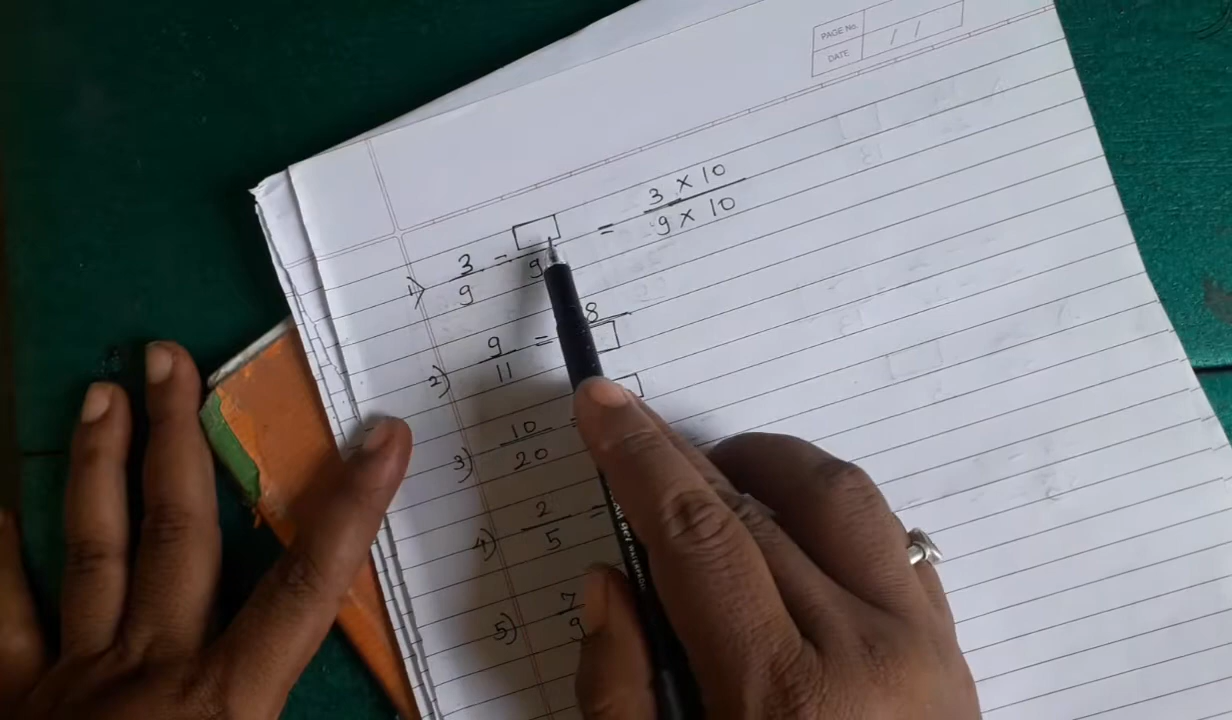 PAGE No.
DATE / /
1) 3/9 = □/9 = 3 × 10 / 9 × 10
2) 9/11 = 8/□
3) 10/20 = □
4) 2/5 =
5) 7/9